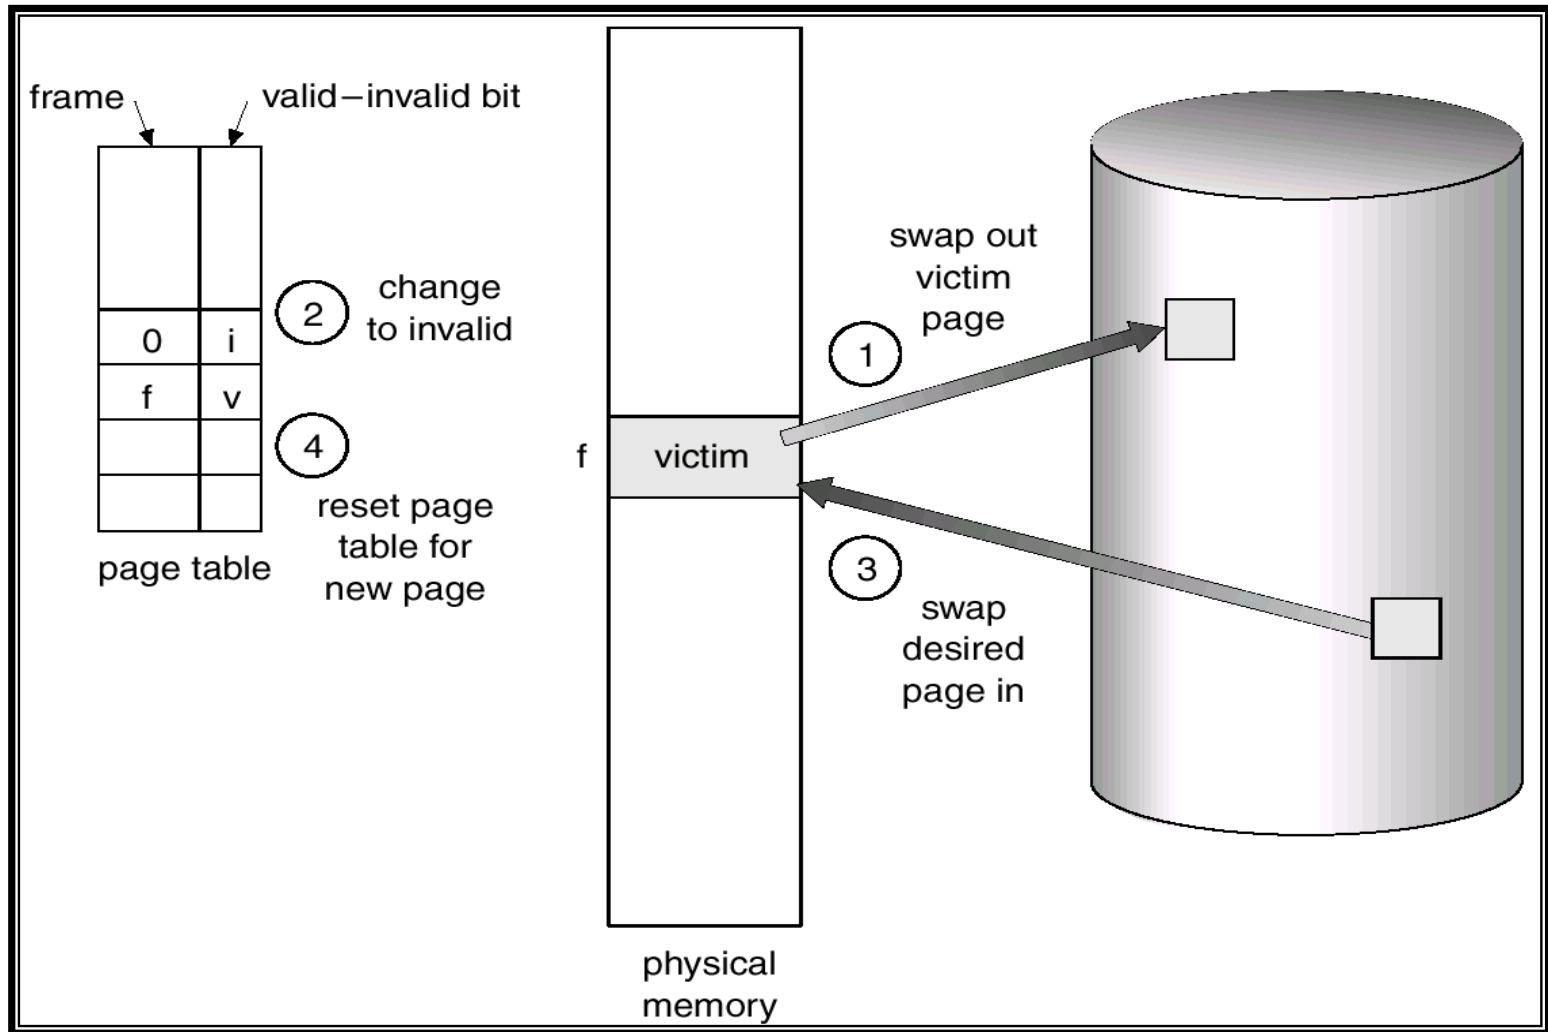 frame
valid–invalid bit
0 i
f v
page table
2
change
to invalid
4
reset page
table for
new page
f
victim
physical
memory
1
swap out
victim
page
3
swap
desired
page in